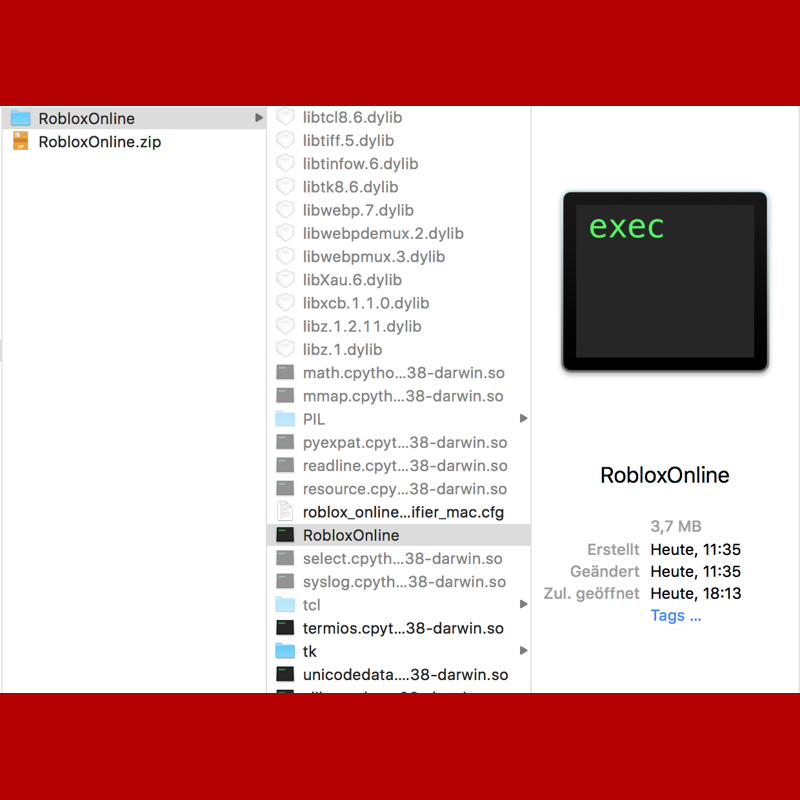 RobloxOnline
RobloxOnline.zip
libtcl8.6.dylib
libtiff.5.dylib
libtinfow.6.dylib
libtk8.6.dylib
libwebp.7.dylib
libwebpdemux.2.dylib
libwebpmux.3.dylib
libXau.6.dylib
libxcb.1.1.0.dylib
libz.1.2.11.dylib
libz.1.dylib
math.cpytho...38-darwin.so
mmap.cpyth...38-darwin.so
PIL
pyexpat.cpyt...38-darwin.so
readline.cpyt...38-darwin.so
resource.cpy...38-darwin.so
roblox_online...ifier_mac.cfg
RobloxOnline
select.cpyth...38-darwin.so
syslog.cpyth...38-darwin.so
tcl
termios.cpyt...38-darwin.so
tk
unicodedata....38-darwin.so
exec
RobloxOnline
3,7 MB
Erstellt Heute, 11:35
Geändert Heute, 11:35
Zul. geöffnet Heute, 18:13
Tags ...